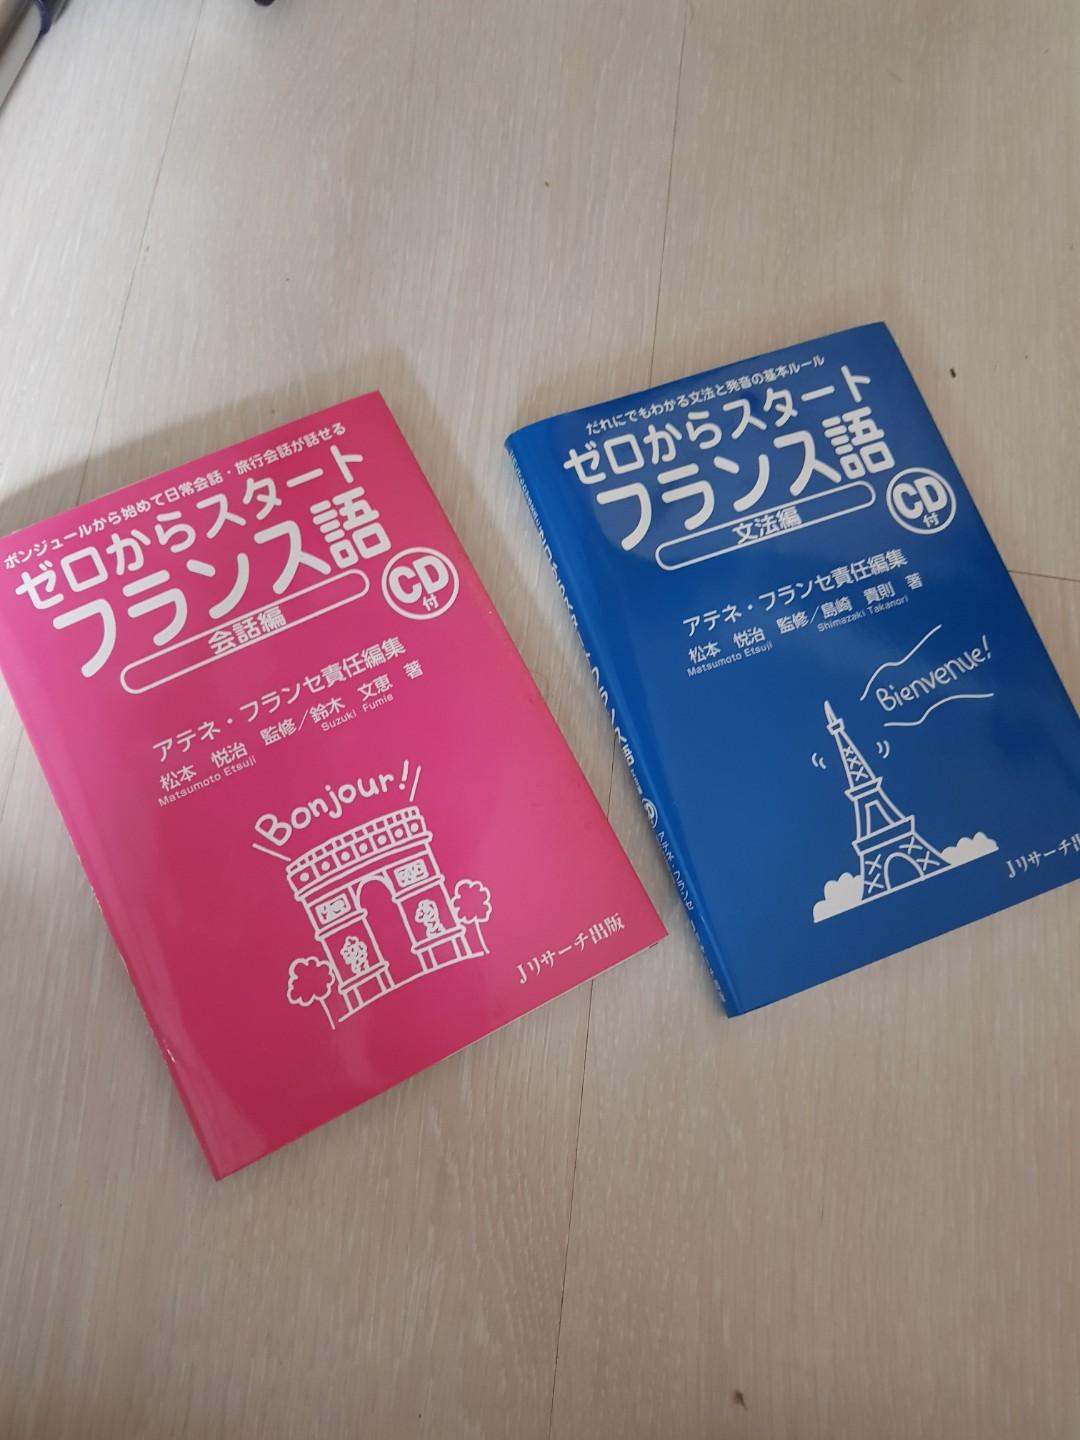 ボンジュールから始めて日常会話・旅行会話が話せる
ゼロからスタート
フランス語
会話編
CD
付
アテネ・フランセ責任編集
松本 悦治 監修/鈴木 文恵 著
Matsumoto Etsuji Suzuki Fumie
Bonjour!
Jリサーチ出版
だれにでもわかる文法と発音の基本ルール
ゼロからスタート
フランス語
文法編
CD
付
アテネ・フランセ責任編集
松本 悦治 監修/島崎 貴則 著
Matsumoto Etsuji Shimazaki Takanori
Bienvenue!
Jリサーチ出